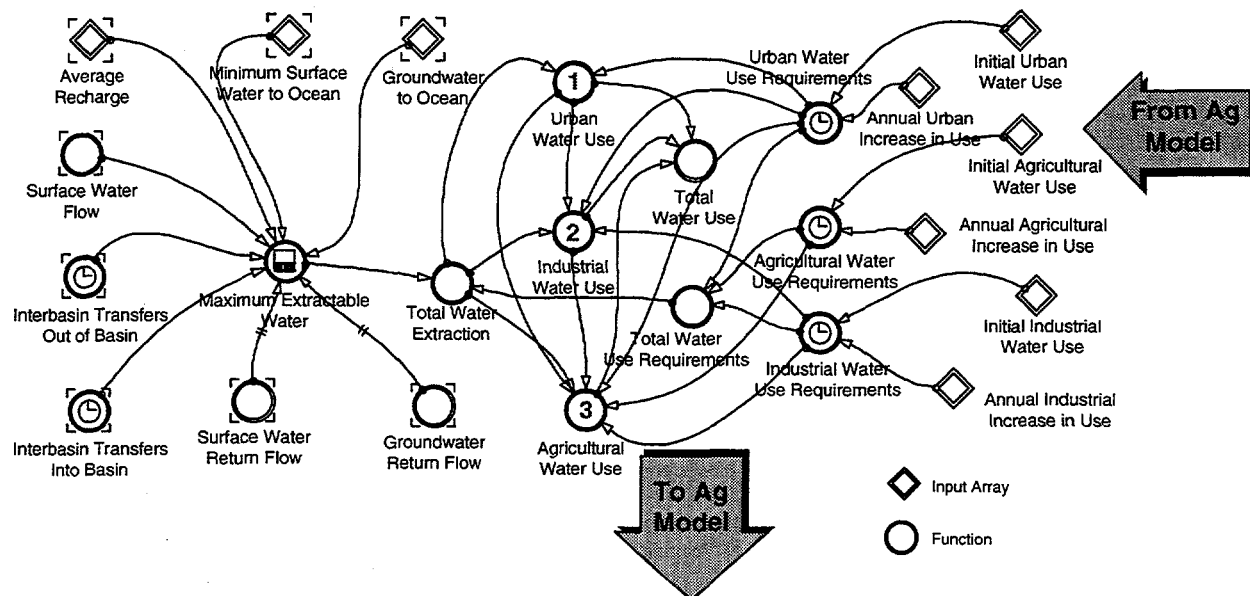 Average
Recharge
Minimum Surface
Water to Ocean
Groundwater
to Ocean
1
Urban
Water Use
Urban Water
Use Requirements
Initial Urban
Water Use
Annual Urban
Increase in Use
From Ag
Model
Surface Water
Flow
Total
Water Use
Initial Agricultural
Water Use
2
Industrial
Water Use
Agricultural Water
Use Requirements
Annual Agricultural
Increase in Use
Interbasin Transfers
Out of Basin
Maximum Extractable
Water
Total Water
Extraction
Total Water
Use Requirements
Industrial Water
Use Requirements
Initial Industrial
Water Use
Interbasin Transfers
Into Basin
Surface Water
Return Flow
Groundwater
Return Flow
3
Agricultural
Water Use
Annual Industrial
Increase in Use
To Ag
Model
Input Array
Function